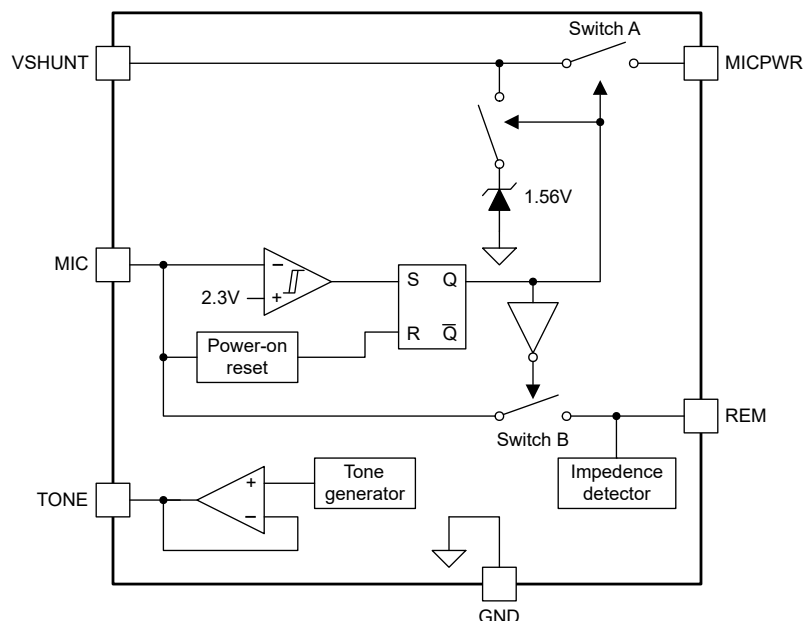 Switch A
VSHUNT
MICPWR
1.56V
MIC
−
2.3V
+
S Q
R Q̅
Power-on
reset
Switch B
REM
Impedence
detector
TONE
+
−
Tone
generator
GND